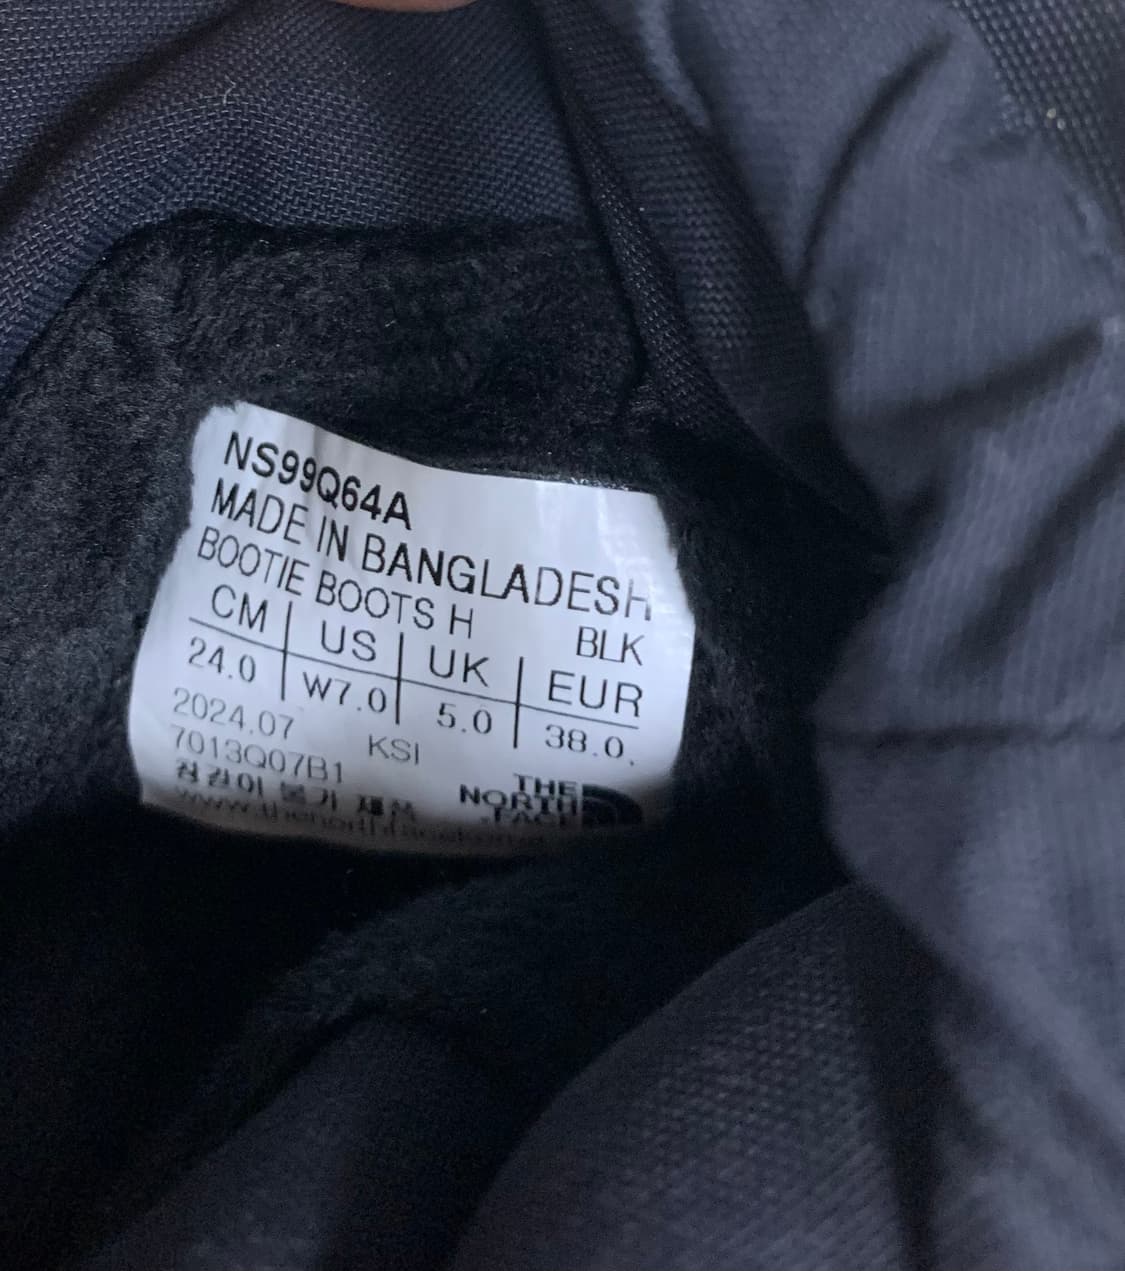 NS99Q64A
MADE IN BANGLADESH
BOOTIE BOOTS H BLK
CM US UK EUR
24.0 W7.0 5.0 38.0
2024.07 KSI
7013Q07B1
THE
NORTH
FACE